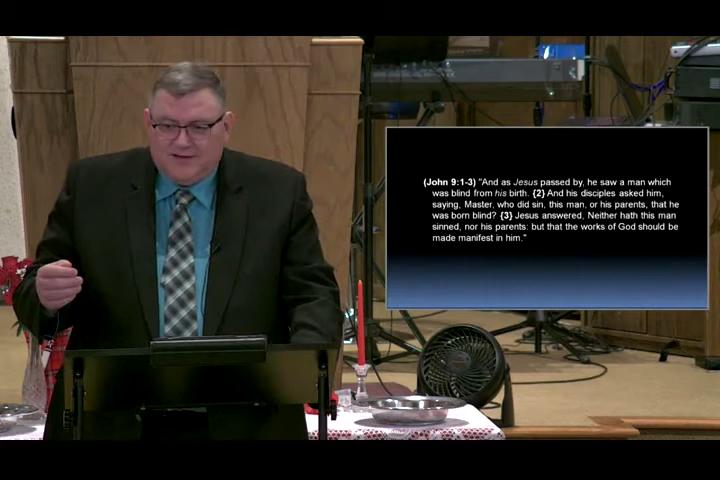 (John 9:1-3) "And as Jesus passed by, he saw a man which
was blind from his birth. {2} And his disciples asked him,
saying, Master, who did sin, this man, or his parents, that he
was born blind? {3} Jesus answered, Neither hath this man
sinned, nor his parents: but that the works of God should be
made manifest in him."